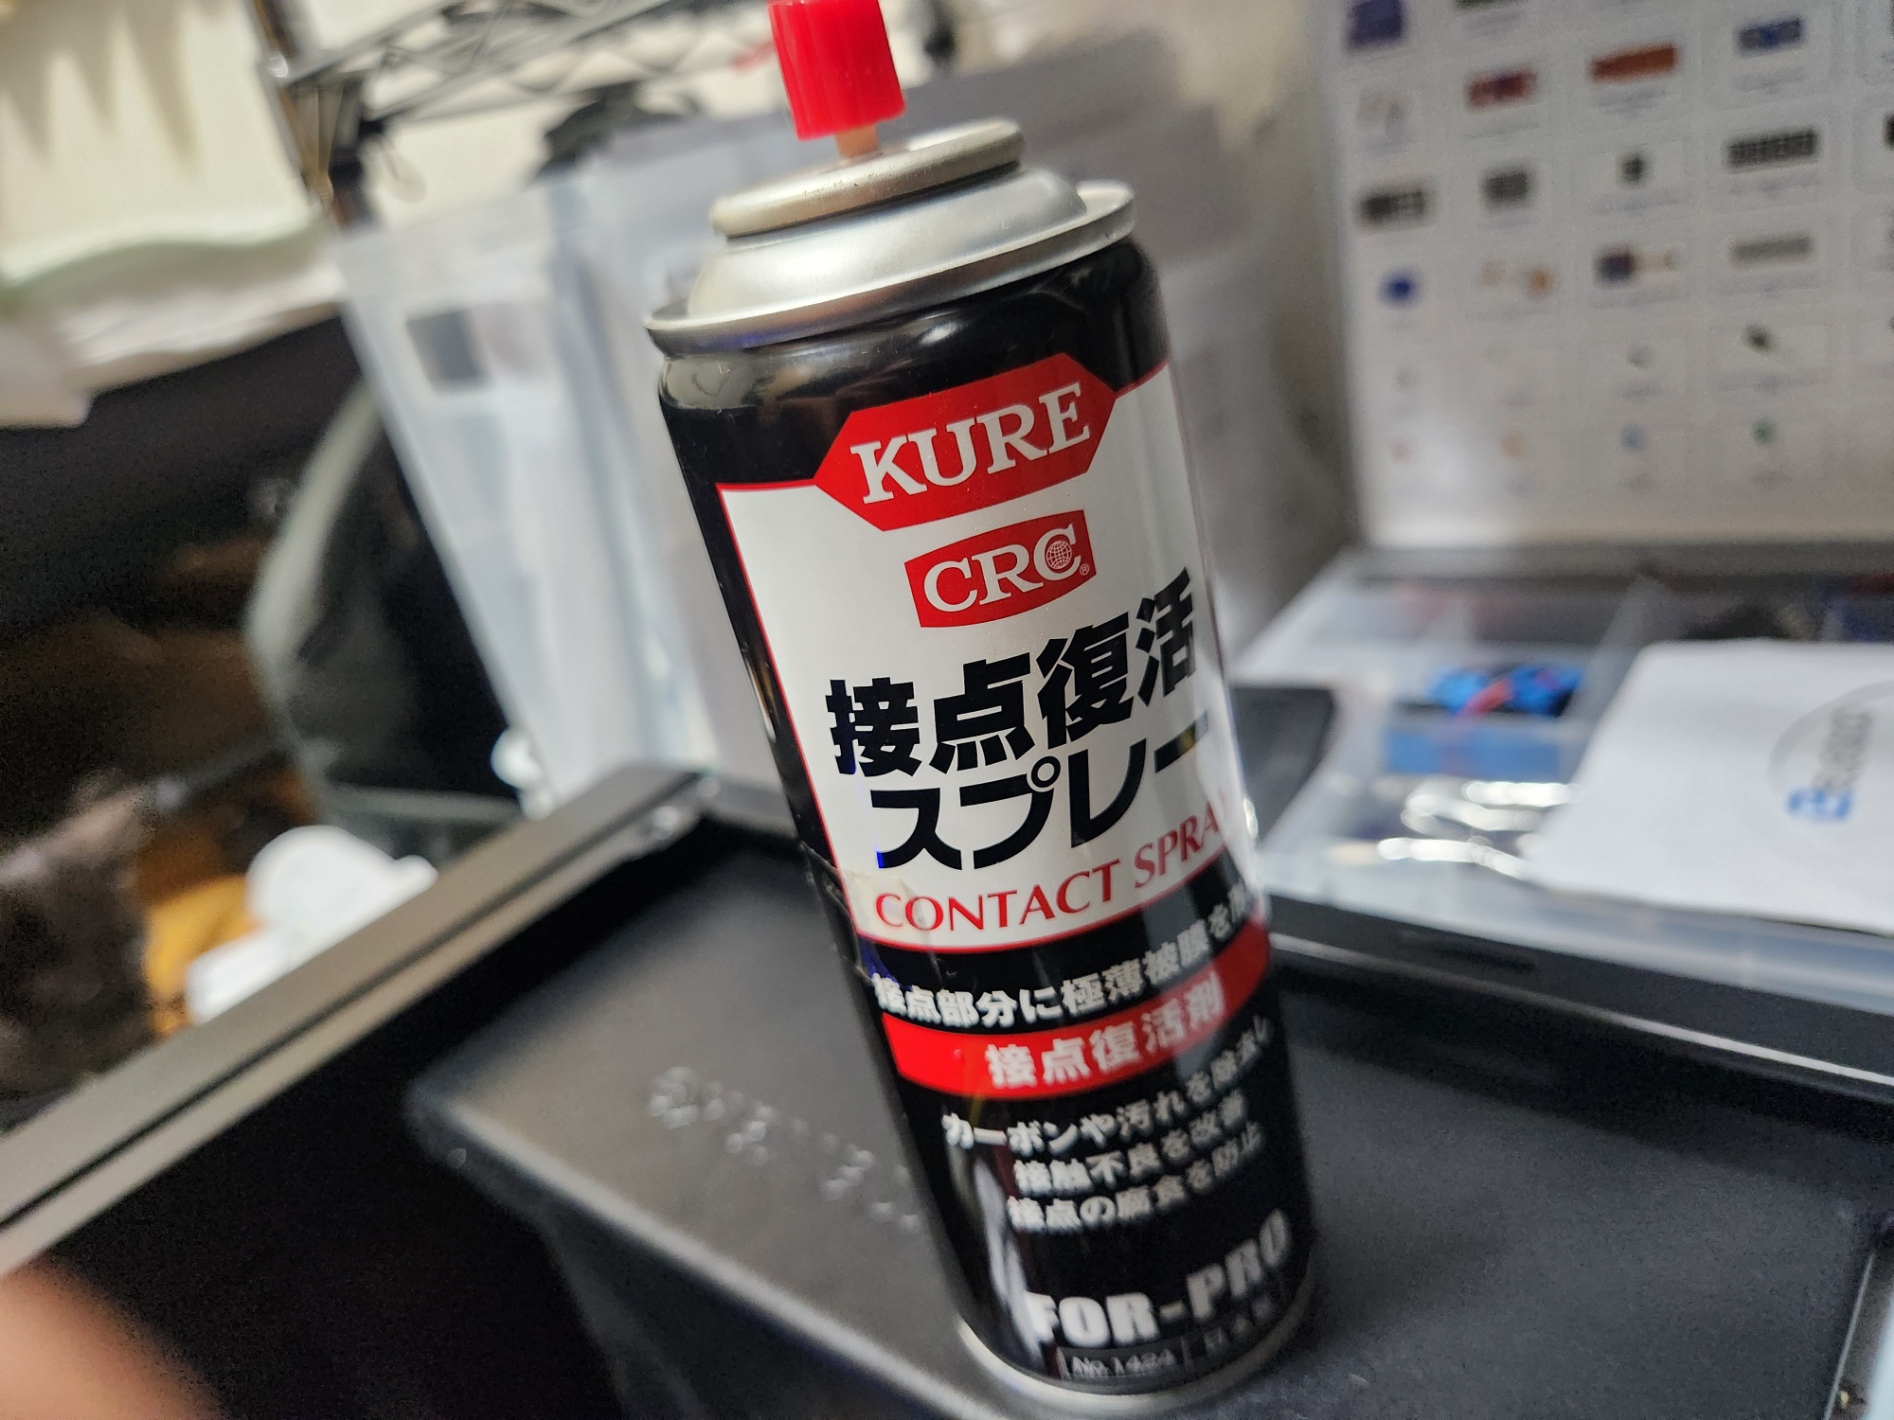 KURE
CRC®
接点復活
スプレー
CONTACT SPRA
接点部分に極薄被膜を
接点復活剤
カーボンや汚れを除去し
接触不良を改善
接点の腐食を防止
FOR-PRO
No.1424